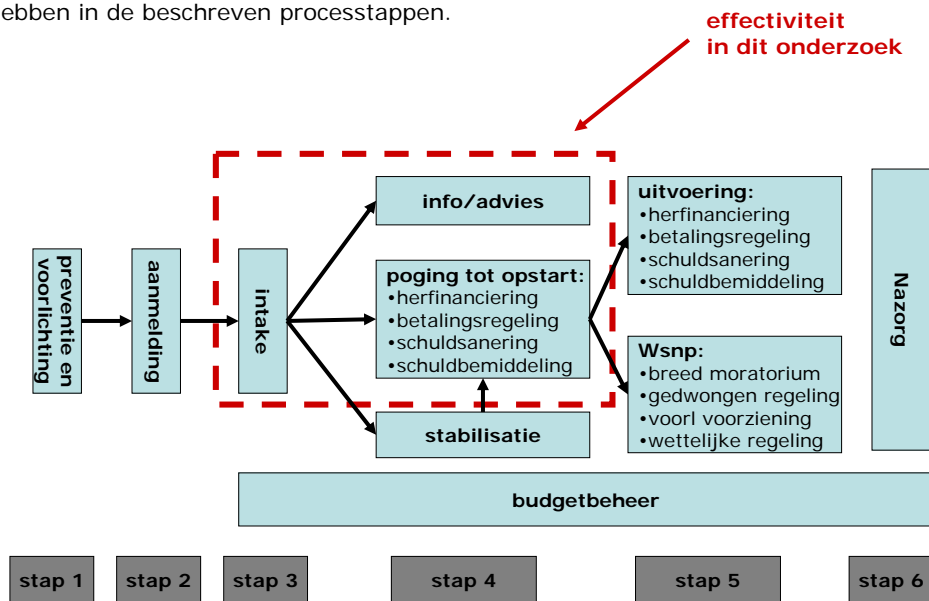 ebben in de beschreven processtappen.
effectiviteit
in dit onderzoek
preventie en
voorlichting
aanmelding
intake
info/advies
poging tot opstart:
•herfinanciering
•betalingsregeling
•schuldsanering
•schuldbemiddeling
stabilisatie
uitvoering:
•herfinanciering
•betalingsregeling
•schuldsanering
•schuldbemiddeling
Wsnp:
•breed moratorium
•gedwongen regeling
•voorl voorziening
•wettelijke regeling
Nazorg
budgetbeheer
stap 1
stap 2
stap 3
stap 4
stap 5
stap 6